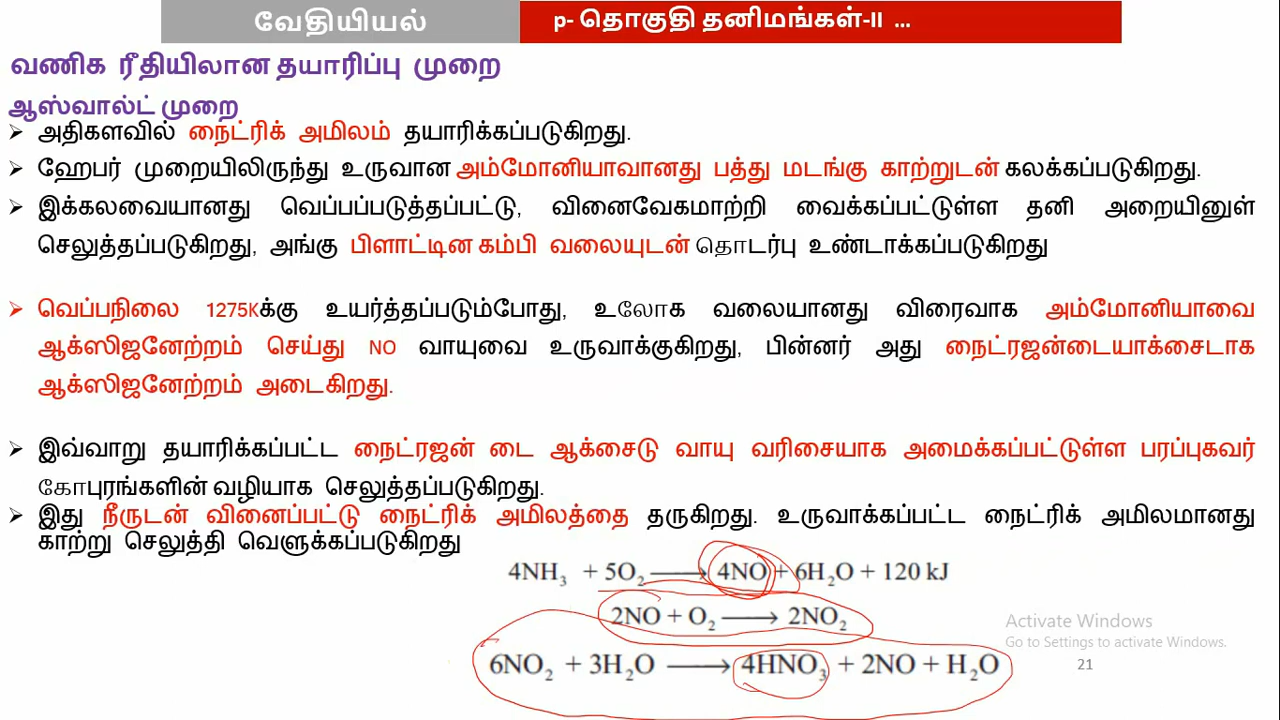 வேதியியல்
p- தொகுதி தனிமங்கள்-II ...
வணிக ரீதியிலான தயாரிப்பு முறை
ஆஸ்வால்ட் முறை
➢ அதிகளவில் நைட்ரிக் அமிலம் தயாரிக்கப்படுகிறது.
➢ ஹேபர் முறையிலிருந்து உருவான அம்மோனியாவானது பத்து மடங்கு காற்றுடன் கலக்கப்படுகிறது.
➢ இக்கலவையானது வெப்பப்படுத்தப்பட்டு, வினைவேகமாற்றி வைக்கப்பட்டுள்ள தனி அறையினுள்
செலுத்தப்படுகிறது, அங்கு பிளாட்டின கம்பி வலையுடன் தொடர்பு உண்டாக்கப்படுகிறது
➢ வெப்பநிலை 1275Kக்கு உயர்த்தப்படும்போது, உலோக வலையானது விரைவாக அம்மோனியாவை
ஆக்ஸிஜனேற்றம் செய்து NO வாயுவை உருவாக்குகிறது, பின்னர் அது நைட்ரஜன்டையாக்சைடாக
ஆக்ஸிஜனேற்றம் அடைகிறது.
➢ இவ்வாறு தயாரிக்கப்பட்ட நைட்ரஜன் டை ஆக்சைடு வாயு வரிசையாக அமைக்கப்பட்டுள்ள பரப்புகவர்
கோபுரங்களின் வழியாக செலுத்தப்படுகிறது.
➢ இது நீருடன் வினைப்பட்டு நைட்ரிக் அமிலத்தை தருகிறது. உருவாக்கப்பட்ட நைட்ரிக் அமிலமானது
காற்று செலுத்தி வெளுக்கப்படுகிறது
4NH₃ + 5O₂ ⟶ 4NO + 6H₂O + 120 kJ
2NO + O₂ ⟶ 2NO₂
6NO₂ + 3H₂O ⟶ 4HNO₃ + 2NO + H₂O
Activate Windows
Go to Settings to activate Windows.
21